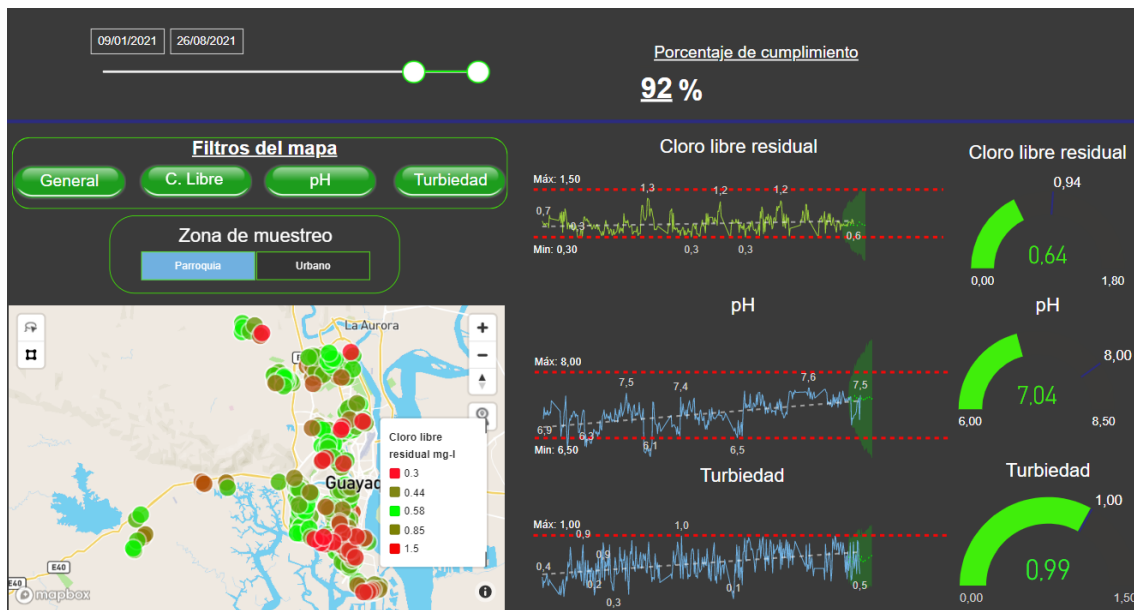 09/01/2021 26/08/2021
Porcentaje de cumplimiento
92 %
Filtros del mapa
General C. Libre pH Turbiedad
Zona de muestreo
Parroquia Urbano
La Aurora
Cloro libre
residual mg-l
0.3
0.44
0.58
0.85
1.5
Guayaq
E40
E40
mapbox
Cloro libre residual
Máx: 1,50
1,3 1,2 1,2
0,7
0,3
0,6
Min: 0,30
0,3 0,3
pH
Máx: 8,00
7,5 7,4 7,6 7,5
6,9
6,3
6,1 6,5
Min: 6,50
Turbiedad
Máx: 1,00
0,9 1,0
0,9
0,4
0,2
0,3 0,1 0,5
Cloro libre residual
0,94
0,64
0,00 1,80
pH
8,00
7,04
6,00 8,50
Turbiedad
1,00
0,99
0,00 1,50